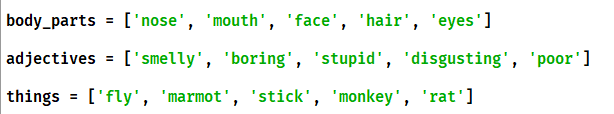 body_parts = ['nose', 'mouth', 'face', 'hair', 'eyes']
adjectives = ['smelly', 'boring', 'stupid', 'disgusting', 'poor']
things = ['fly', 'marmot', 'stick', 'monkey', 'rat']